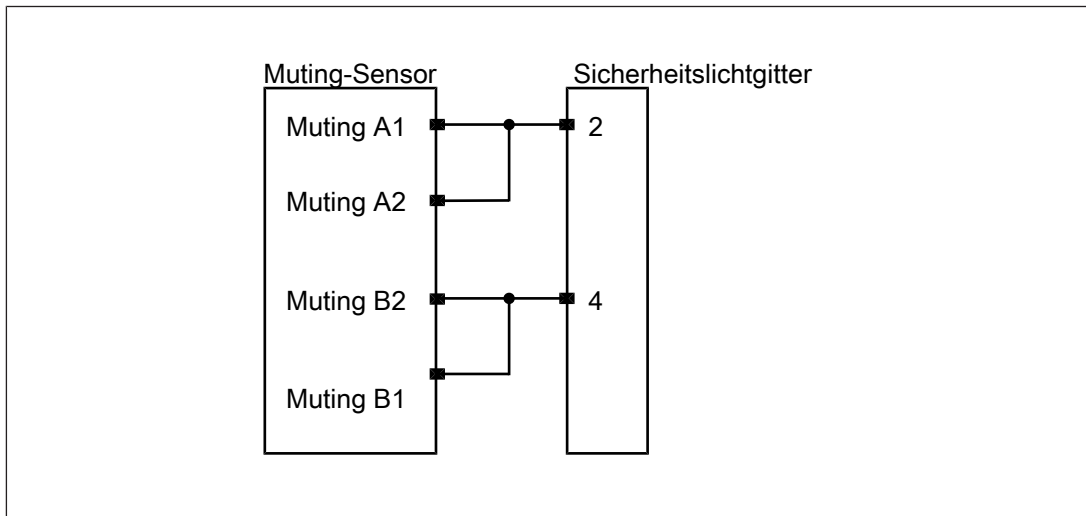 Muting-Sensor
Sicherheitslichtgitter
Muting A1
2
Muting A2
Muting B2
4
Muting B1